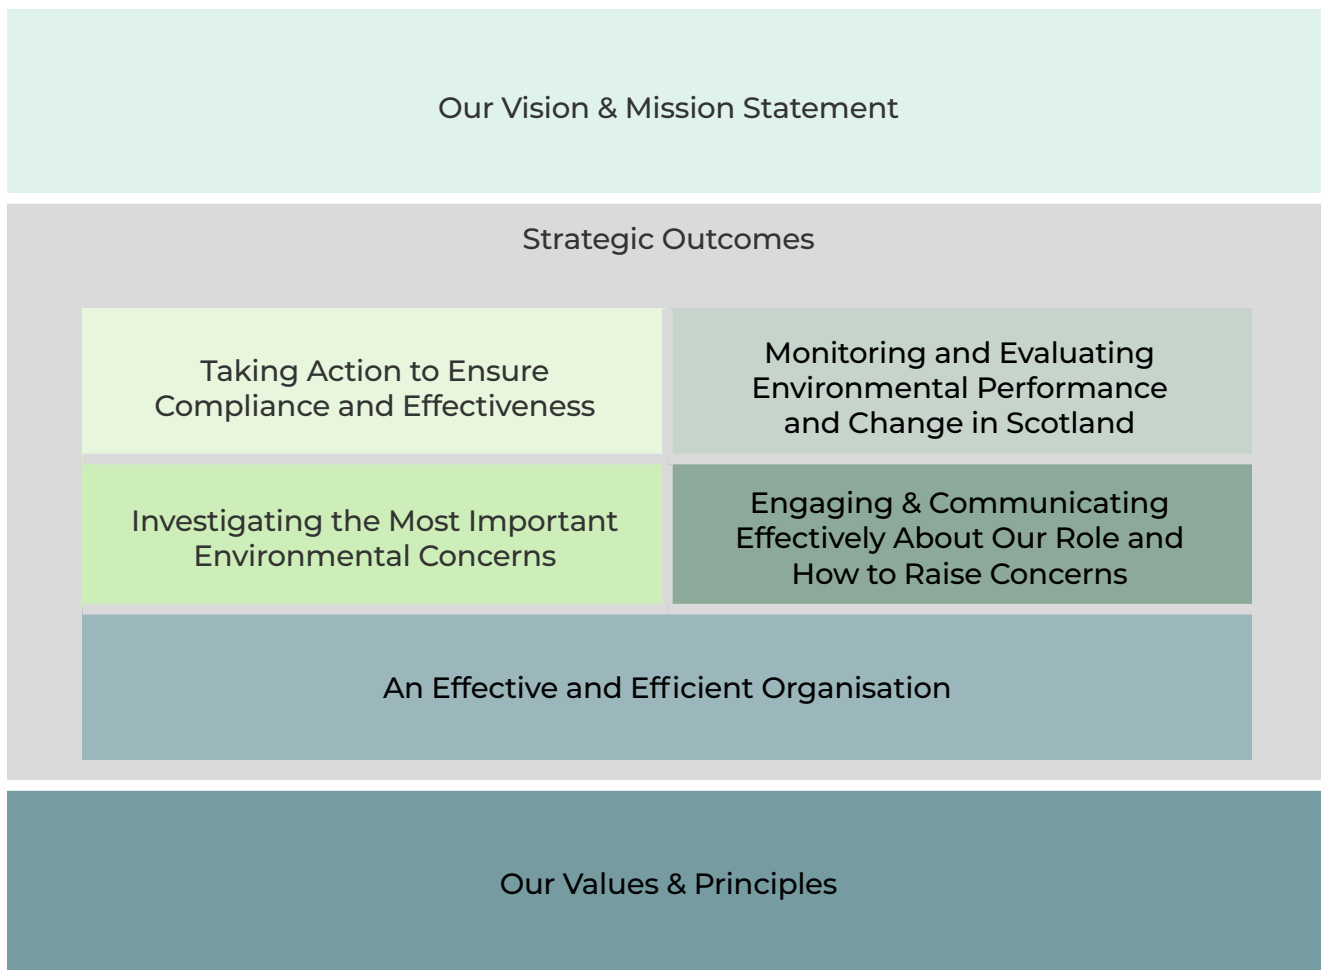 Our Vision & Mission Statement
Strategic Outcomes
Taking Action to Ensure
Compliance and Effectiveness
Monitoring and Evaluating
Environmental Performance
and Change in Scotland
Investigating the Most Important
Environmental Concerns
Engaging & Communicating
Effectively About Our Role and
How to Raise Concerns
An Effective and Efficient Organisation
Our Values & Principles